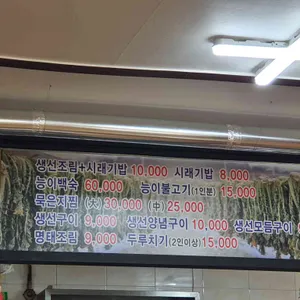 생선조림+시래기밥 10,000 시래기밥 8,000
능이백숙 60,000 능이불고기(1인분) 15,000
묵은지찜 (大) 30,000 (中) 25,000
생선구이 9,000 생선양념구이 10,000 생선모듬구이
명태조림 9,000 두루치기(2인이상) 15,000